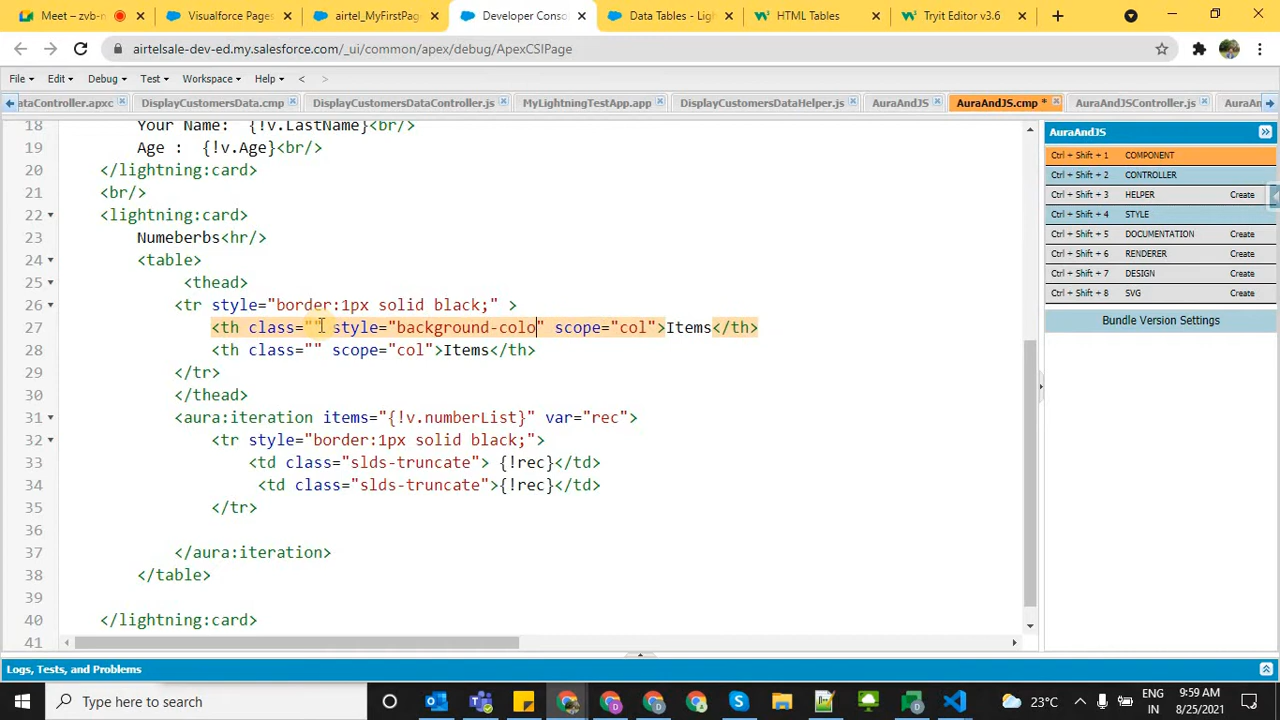 Meet – zvb-n
Visualforce Pages
airtel_MyFirstPag
Developer Conso
Data Tables - Ligh
HTML Tables
Tryit Editor v3.6
airtelsale-dev-ed.my.salesforce.com/_ui/common/apex/debug/ApexCSIPage
File Edit Debug Test Workspace Help < >
ataController.apxc DisplayCustomersData.cmp DisplayCustomersDataController.js MyLightningTestApp.app DisplayCustomersDataHelper.js AuraAndJS AuraAndJS.cmp * AuraAndJSController.js AuraAn
18 Your Name: {!v.LastName}<br/>
19 Age : {!v.Age}<br/>
20 </lightning:card>
21 <br/>
22 <lightning:card>
23 Numeberbs<hr/>
24 <table>
25 <thead>
26 <tr style="border:1px solid black;" >
27 <th class="" style="background-colo" scope="col">Items</th>
28 <th class="" scope="col">Items</th>
29 </tr>
30 </thead>
31 <aura:iteration items="{!v.numberList}" var="rec">
32 <tr style="border:1px solid black;">
33 <td class="slds-truncate"> {!rec}</td>
34 <td class="slds-truncate">{!rec}</td>
35 </tr>
36
37 </aura:iteration>
38 </table>
39
40 </lightning:card>
41
AuraAndJS
Ctrl + Shift + 1 COMPONENT
Ctrl + Shift + 2 CONTROLLER
Ctrl + Shift + 3 HELPER Create
Ctrl + Shift + 4 STYLE
Ctrl + Shift + 5 DOCUMENTATION Create
Ctrl + Shift + 6 RENDERER Create
Ctrl + Shift + 7 DESIGN Create
Ctrl + Shift + 8 SVG Create
Bundle Version Settings
Logs, Tests, and Problems
Type here to search
23°C
ENG
IN
9:59 AM
8/25/2021